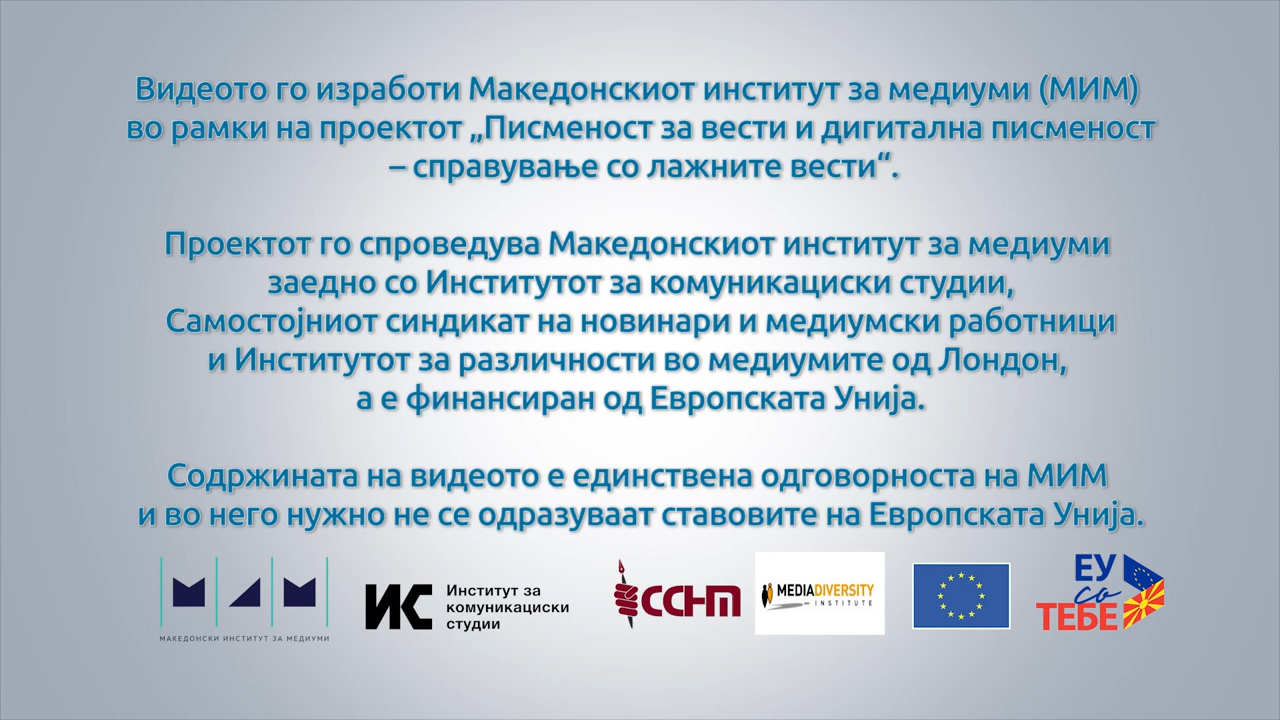 Видеото го изработи Македонскиот институт за медиуми (МИМ)
во рамки на проектот „Писменост за вести и дигитална писменост
– справување со лажните вести“.
Проектот го спроведува Македонскиот институт за медиуми
заедно со Институтот за комуникациски студии,
Самостојниот синдикат на новинари и медиумски работници
и Институтот за различности во медиумите од Лондон,
а е финансиран од Европската Унија.
Содржината на видеото е единствена одговорноста на МИМ
и во него нужно не се одразуваат ставовите на Европската Унија.
МИМ
МАКЕДОНСКИ ИНСТИТУТ ЗА МЕДИУМИ
ИС
Институт за
комуникациски
студии
ССНМ
MEDIADIVERSITY
INSTITUTE
ЕУ
со
ТЕБЕ